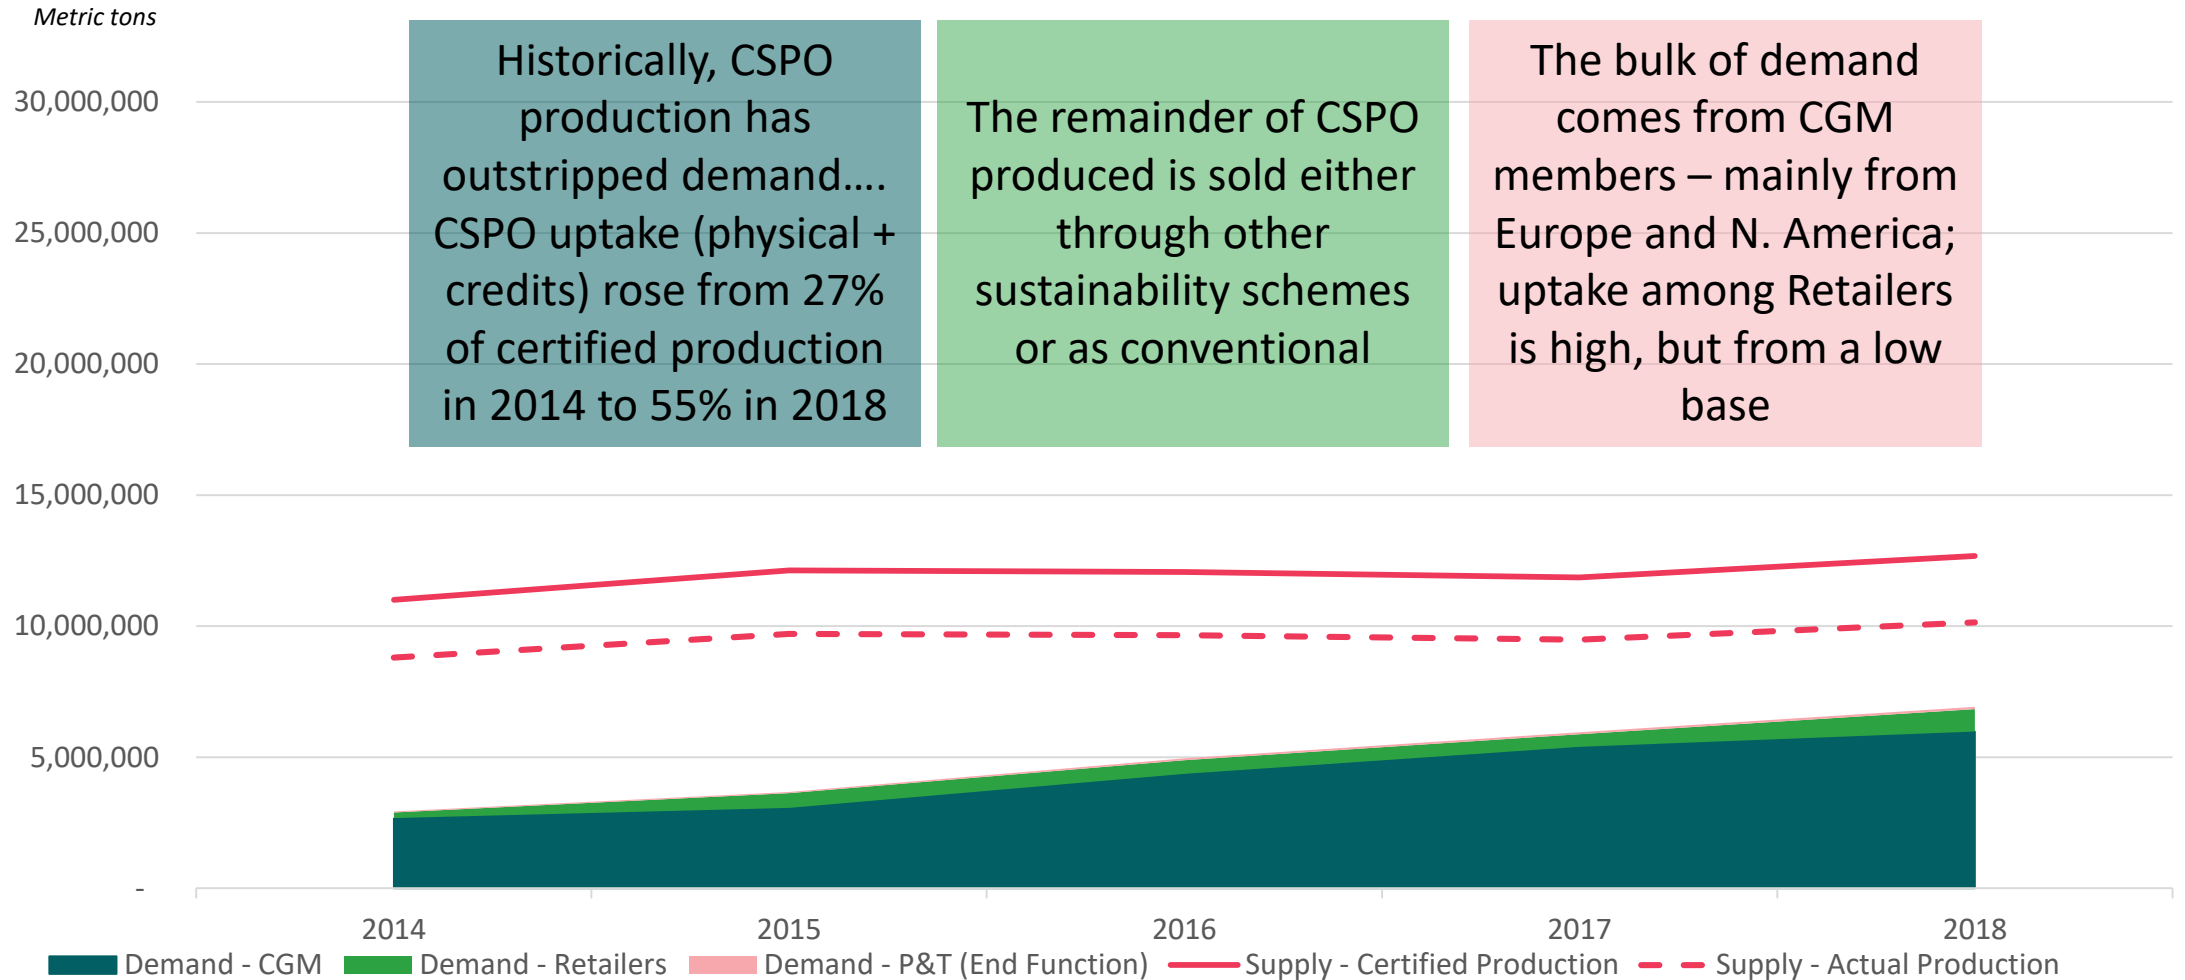 Metric tons
Historically, CSPO
production has
outstripped demand....
CSPO uptake (physical +
credits) rose from 27%
of certified production
in 2014 to 55% in 2018
The remainder of CSPO
produced is sold either
through other
sustainability schemes
or as conventional
The bulk of demand
comes from CGM
members – mainly from
Europe and N. America;
uptake among Retailers
is high, but from a low
base
30,000,000
25,000,000
20,000,000
15,000,000
10,000,000
5,000,000
-
2014 2015 2016 2017 2018
Demand - CGM Demand - Retailers Demand - P&T (End Function) Supply - Certified Production Supply - Actual Production